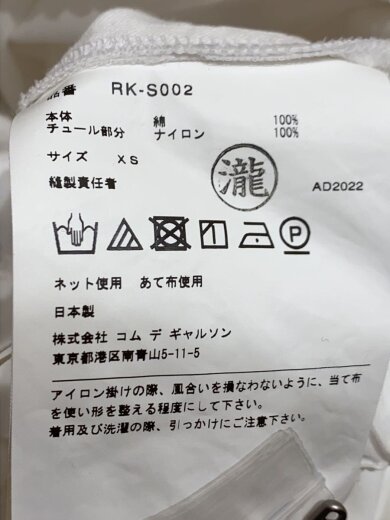 品番 RK-S002
本体 綿 100%
チュール部分 ナイロン 100%
サイズ XS
縫製責任者 瀧 AD2022
P
ネット使用 あて布使用
日本製
株式会社 コム デ ギャルソン
東京都港区南青山5-11-5
アイロン掛けの際、風合いを損なわないように、当て布
を使い形を整える程度にして下さい。
着用及び洗濯の際、引っかけにご注意下さい。